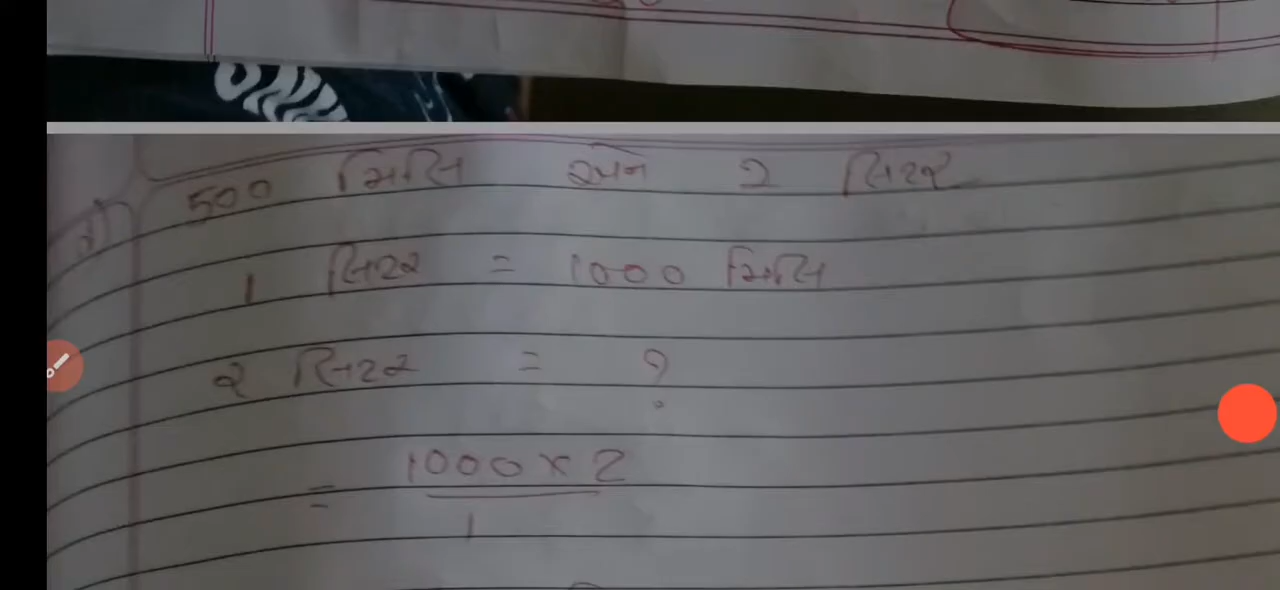 500 મિલિ અને 2 લિટર
1 લિટર = 1000 મિલિ
2 લિટર = ?
= 1000 × 2
1